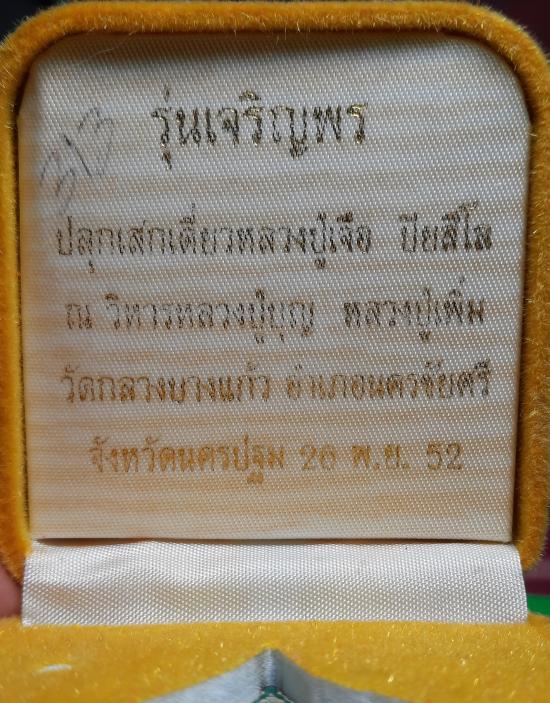 313
รุ่นเจริญพร
ปลุกเสกเดี่ยวหลวงปู่เจือ ปิยสีโล
ณ วิหารหลวงปู่บุญ หลวงปู่เพิ่ม
วัดกลางบางแก้ว อำเภอนครชัยศรี
จังหวัดนครปฐม 26 พ.ย. 52